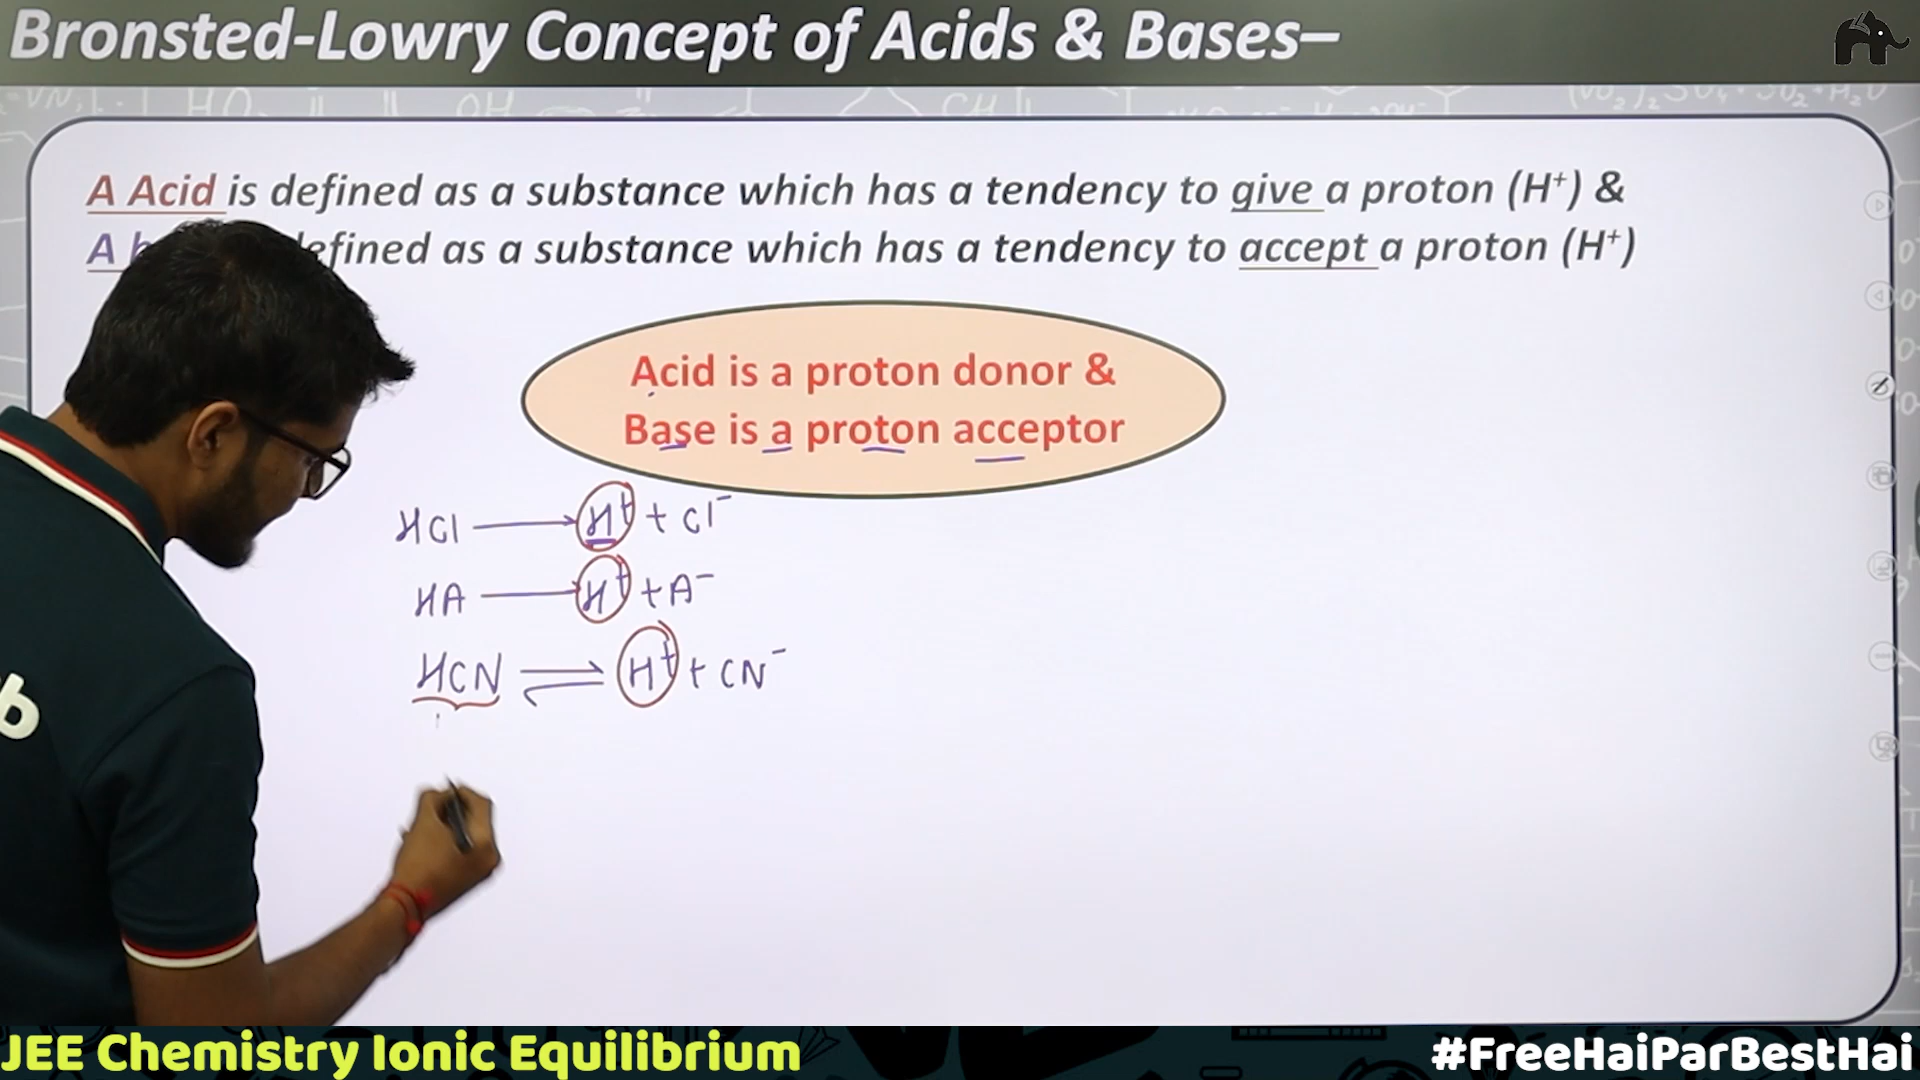 Bronsted-Lowry Concept of Acids & Bases–
A Acid is defined as a substance which has a tendency to give a proton (H⁺) &
A defined as a substance which has a tendency to accept a proton (H⁺)
Acid is a proton donor &
Base is a proton acceptor
HCl ⟶ H⁺ + Cl⁻
HA ⟶ H⁺ + A⁻
HCN ⇌ H⁺ + CN⁻
b
JEE Chemistry Ionic Equilibrium
#FreeHaiParBestHai